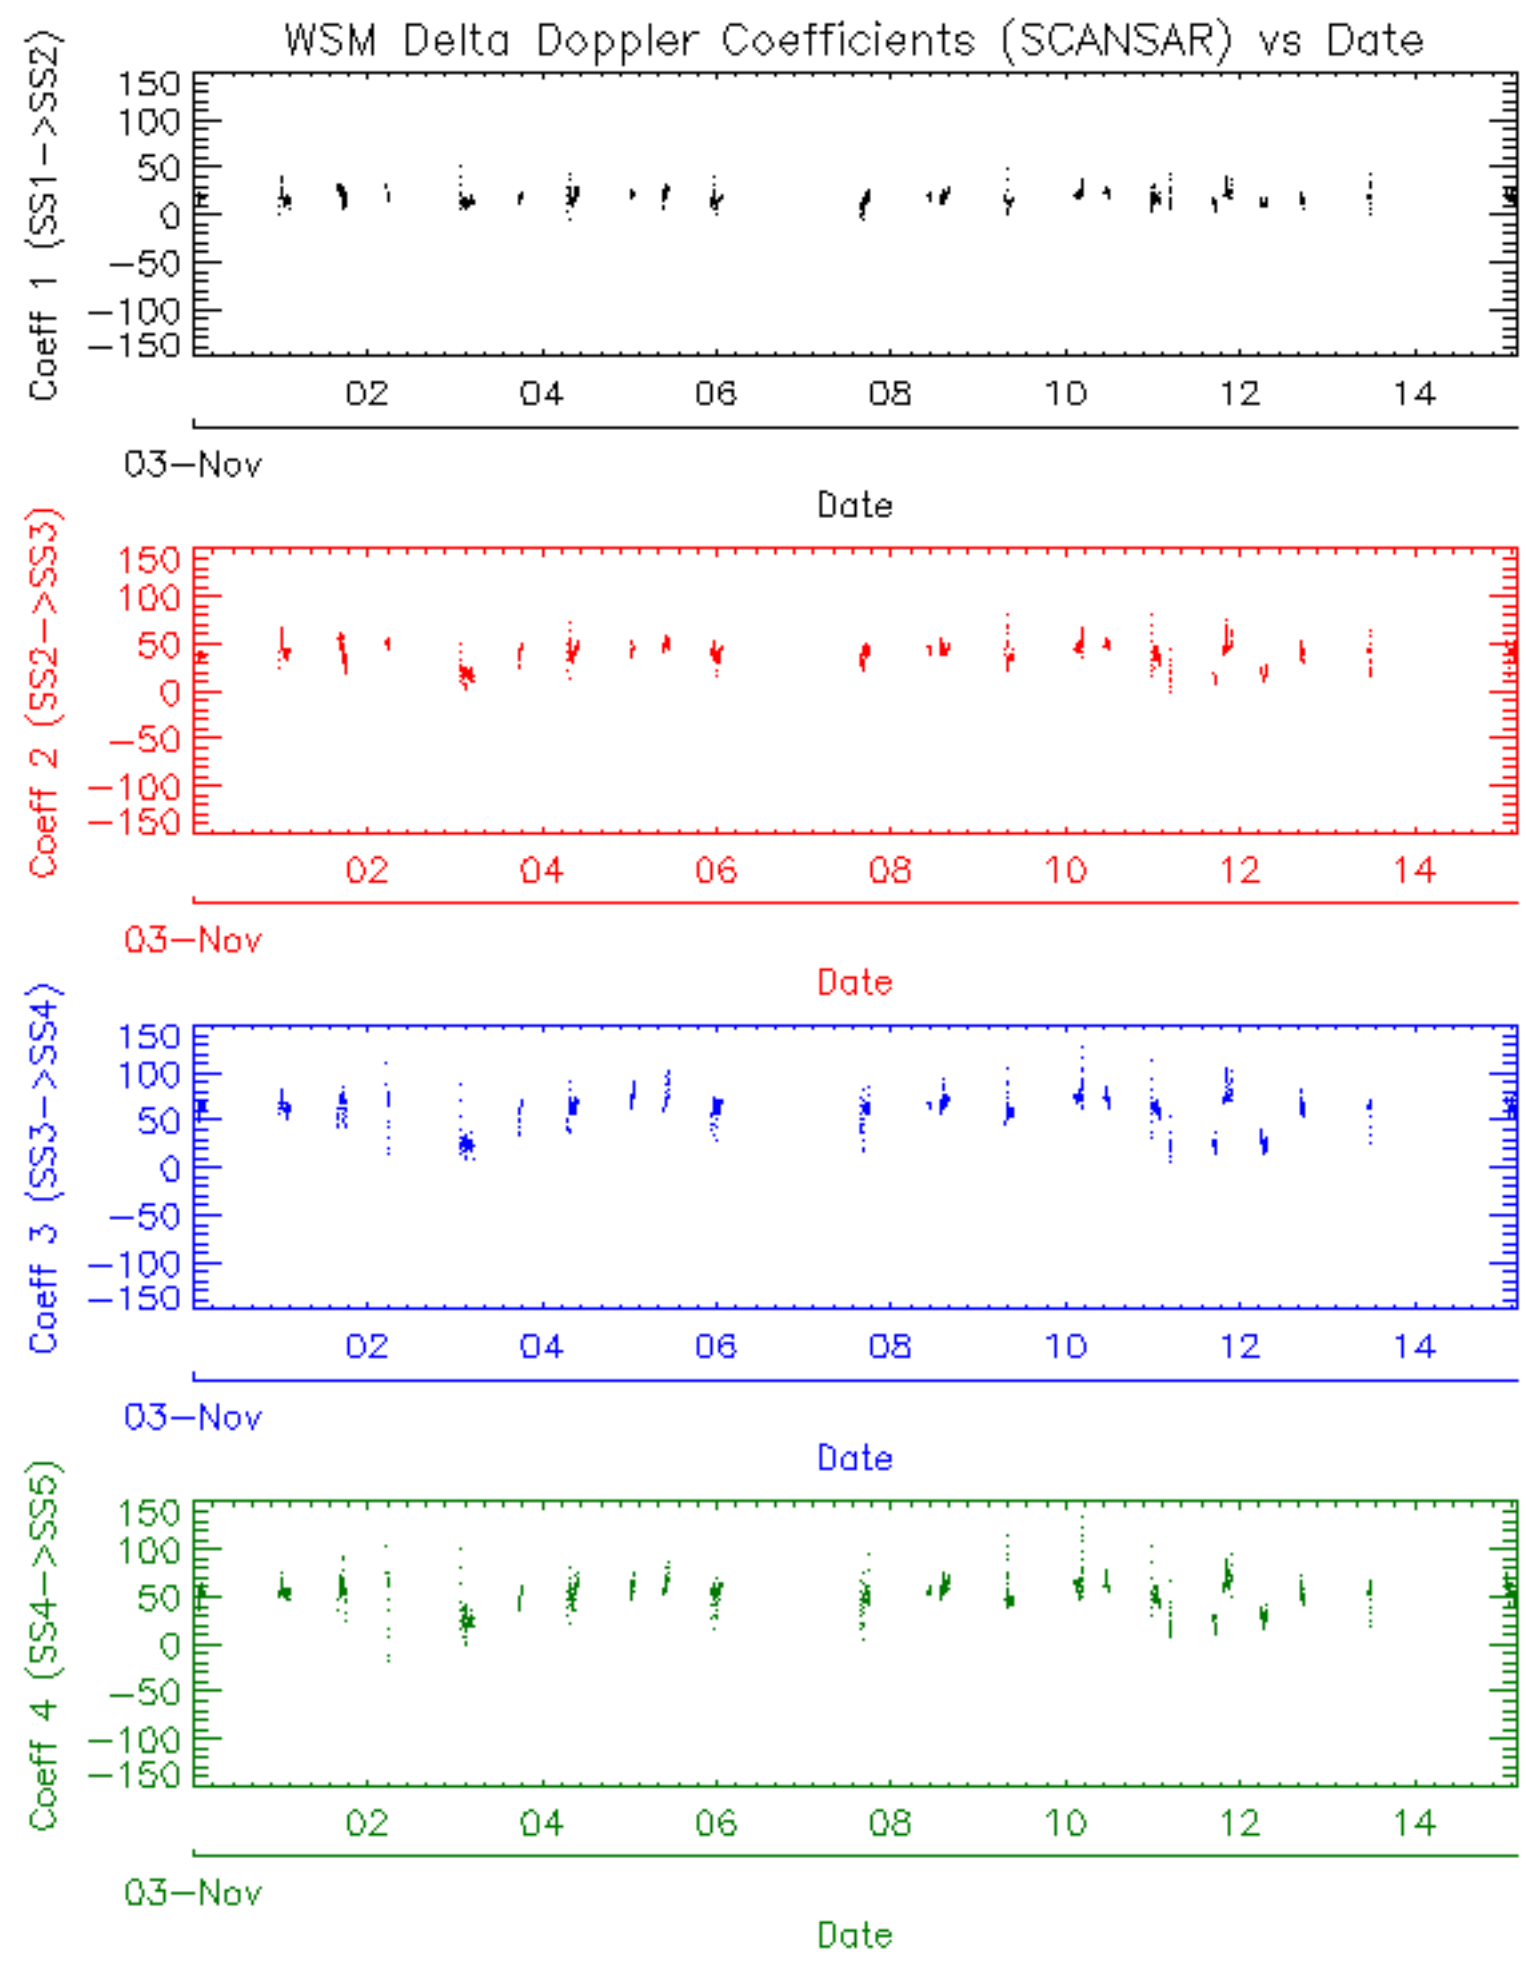 WSM Delta Doppler Coefficients (SCANSAR) vs Date
Coeff 1 (SS1->SS2)
150
100
50
0
-50
-100
-150
02 04 06 08 10 12 14
03-Nov
Date
Coeff 2 (SS2->SS3)
150
100
50
0
-50
-100
-150
02 04 06 08 10 12 14
03-Nov
Date
Coeff 3 (SS3->SS4)
150
100
50
0
-50
-100
-150
02 04 06 08 10 12 14
03-Nov
Date
Coeff 4 (SS4->SS5)
150
100
50
0
-50
-100
-150
02 04 06 08 10 12 14
03-Nov
Date